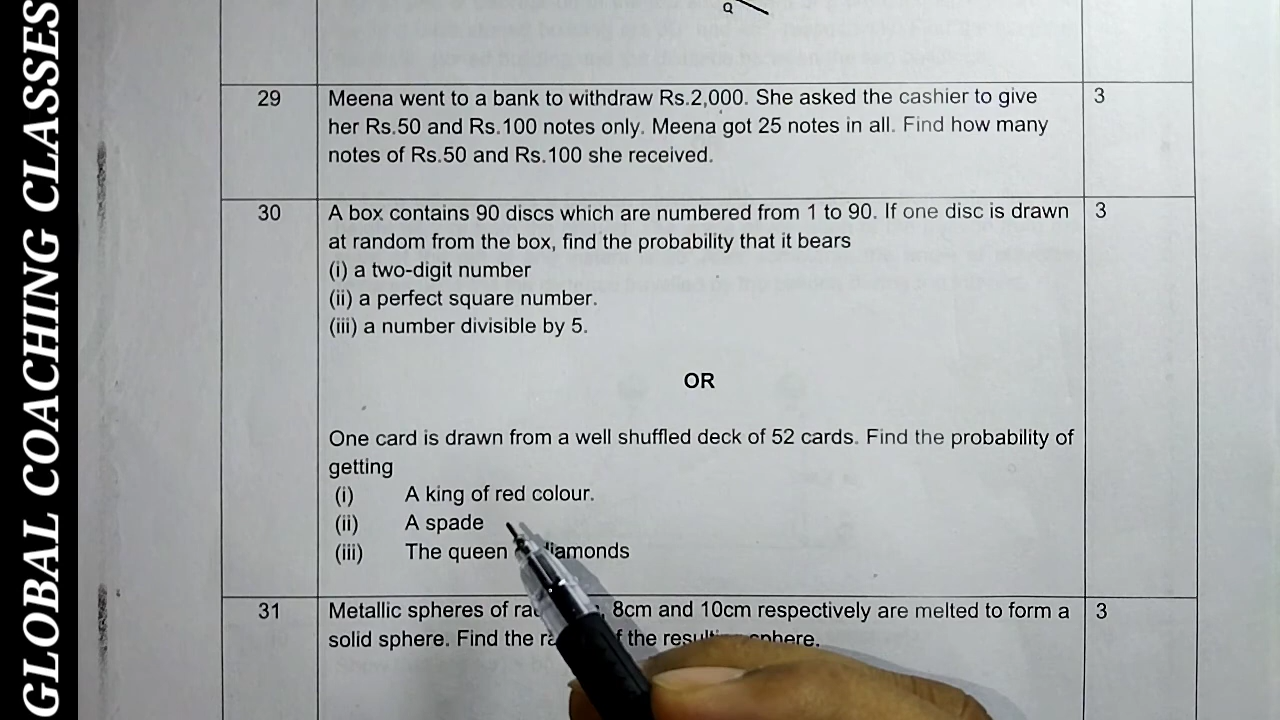 GLOBAL COACHING CLASSES
Q
29 Meena went to a bank to withdraw Rs.2,000. She asked the cashier to give 3
her Rs.50 and Rs.100 notes only. Meena got 25 notes in all. Find how many
notes of Rs.50 and Rs.100 she received.
30 A box contains 90 discs which are numbered from 1 to 90. If one disc is drawn 3
at random from the box, find the probability that it bears
(i) a two-digit number
(ii) a perfect square number.
(iii) a number divisible by 5.
OR
One card is drawn from a well shuffled deck of 52 cards. Find the probability of
getting
(i) A king of red colour.
(ii) A spade
(iii) The queen diamonds
31 Metallic spheres of 8cm and 10cm respectively are melted to form a 3
solid sphere. Find the the sphere.